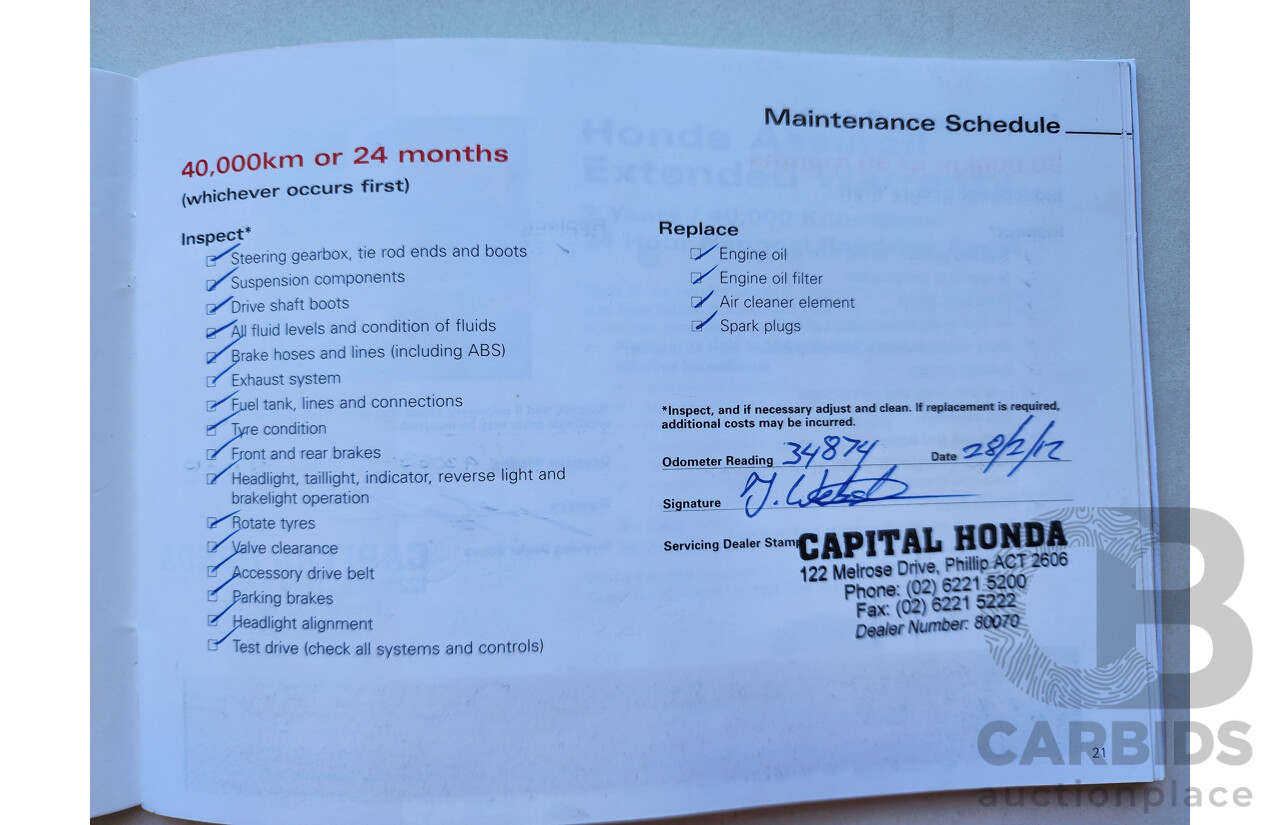 Maintenance Schedule
40,000km or 24 months
(whichever occurs first)
Inspect*
Steering gearbox, tie rod ends and boots
Suspension components
Drive shaft boots
All fluid levels and condition of fluids
Brake hoses and lines (including ABS)
Exhaust system
Fuel tank, lines and connections
Tyre condition
Front and rear brakes
Headlight, taillight, indicator, reverse light and
brakelight operation
Rotate tyres
Valve clearance
Accessory drive belt
Parking brakes
Headlight alignment
Test drive (check all systems and controls)
Replace
Engine oil
Engine oil filter
Air cleaner element
Spark plugs
*Inspect, and if necessary adjust and clean. If replacement is required,
additional costs may be incurred.
Odometer Reading 34874 Date 28/2/12
Signature
Servicing Dealer Stamp
CAPITAL HONDA
122 Melrose Drive, Phillip ACT 2606
Phone: (02) 6221 5200
Fax: (02) 6221 5222
Dealer Number: 80070
21
CARBIDS
auctionplace